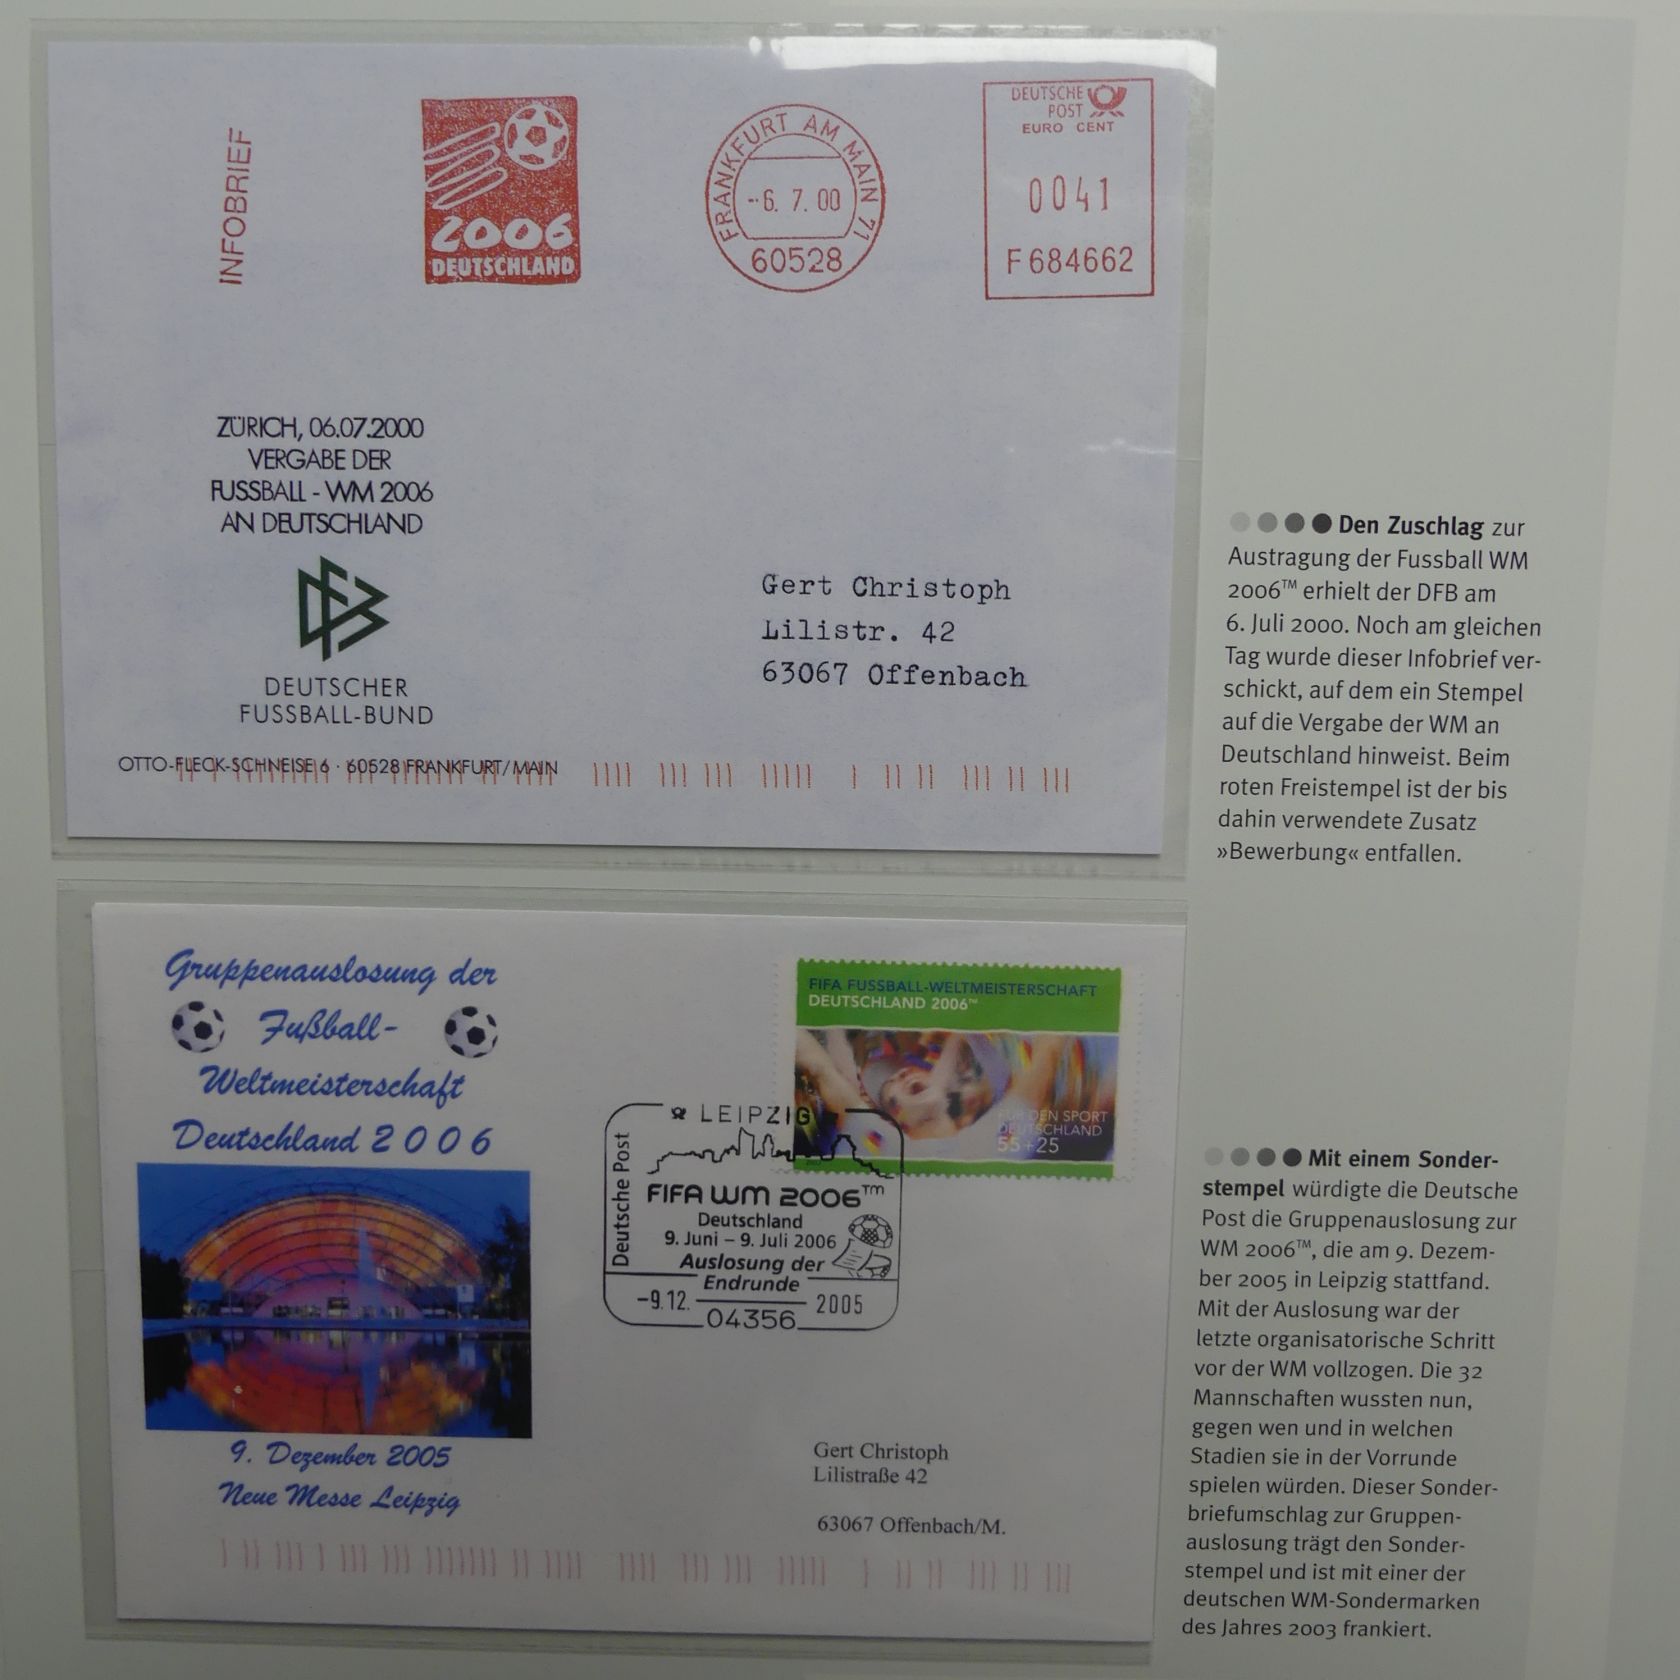 INFOBRIEF
2006
DEUTSCHLAND
FRANKFURT AM MAIN 71
-6. 7. 00
60528
DEUTSCHE
POST
EURO CENT
0041
F 684662
ZÜRICH, 06.07.2000
VERGABE DER
FUSSBALL - WM 2006
AN DEUTSCHLAND
DFB
DEUTSCHER
FUSSBALL-BUND
OTTO-FLECK-SCHNEISE 6 · 60528 FRANKFURT/MAIN
Gert Christoph
Lilistr. 42
63067 Offenbach
Den Zuschlag zur
Austragung der Fussball WM
2006™ erhielt der DFB am
6. Juli 2000. Noch am gleichen
Tag wurde dieser Infobrief ver-
schickt, auf dem ein Stempel
auf die Vergabe der WM an
Deutschland hinweist. Beim
roten Freistempel ist der bis
dahin verwendete Zusatz
»Bewerbung« entfallen.
Gruppenauslosung der
Fußball-
Weltmeisterschaft
Deutschland 2006
9. Dezember 2005
Neue Messe Leipzig
FIFA FUSSBALL-WELTMEISTERSCHAFT
DEUTSCHLAND 2006™
FÜR DEN SPORT
DEUTSCHLAND
55+25
LEIPZIG
Deutsche Post
FIFA WM 2006™
Deutschland
9. Juni – 9. Juli 2006
Auslosung der
Endrunde
-9.12. 2005
04356
Gert Christoph
Lilistraße 42
63067 Offenbach/M.
Mit einem Sonder-
stempel würdigte die Deutsche
Post die Gruppenauslosung zur
WM 2006™, die am 9. Dezem-
ber 2005 in Leipzig stattfand.
Mit der Auslosung war der
letzte organisatorische Schritt
vor der WM vollzogen. Die 32
Mannschaften wussten nun,
gegen wen und in welchen
Stadien sie in der Vorrunde
spielen würden. Dieser Sonder-
briefumschlag zur Gruppen-
auslosung trägt den Sonder-
stempel und ist mit einer der
deutschen WM-Sondermarken
des Jahres 2003 frankiert.